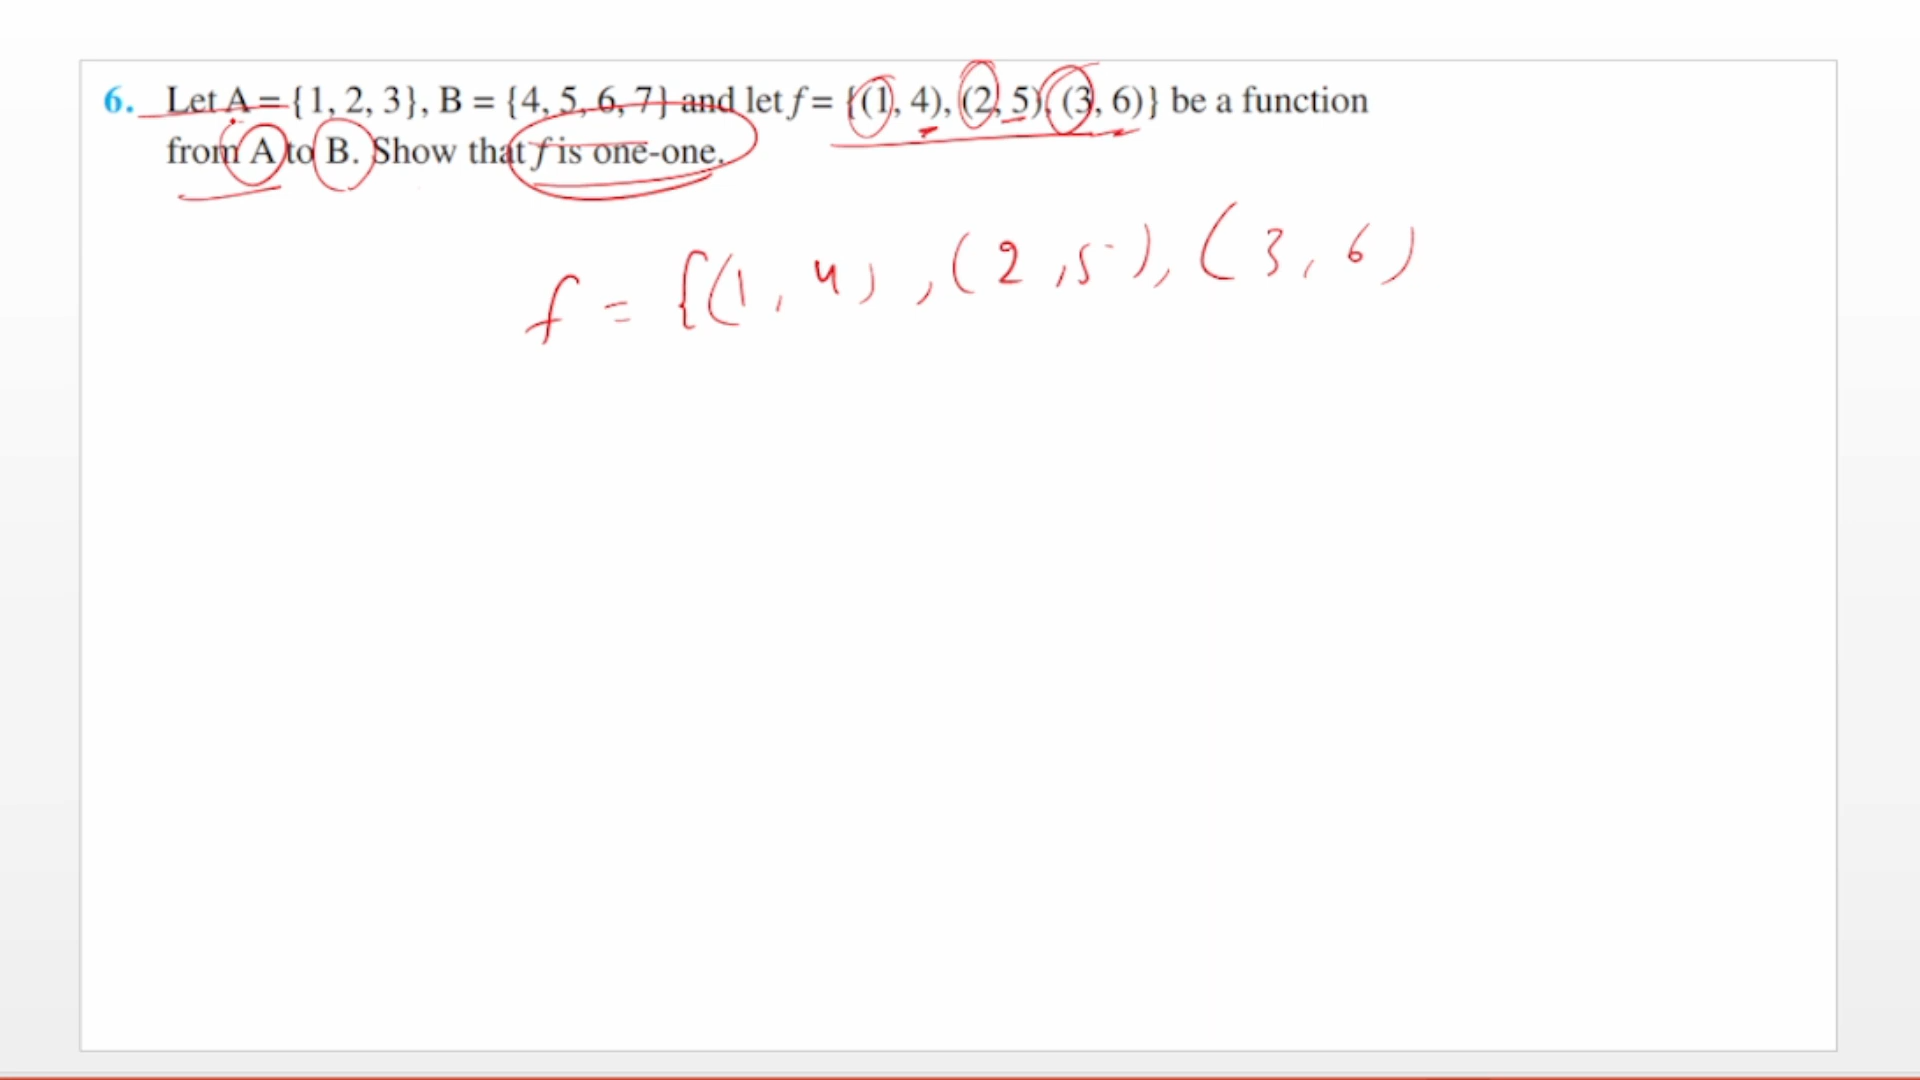 6. Let A = {1, 2, 3}, B = {4, 5, 6, 7} and let f = {(1, 4), (2, 5), (3, 6)} be a function
from A to B. Show that f is one-one.
f = {(1, 4), (2, 5), (3, 6)